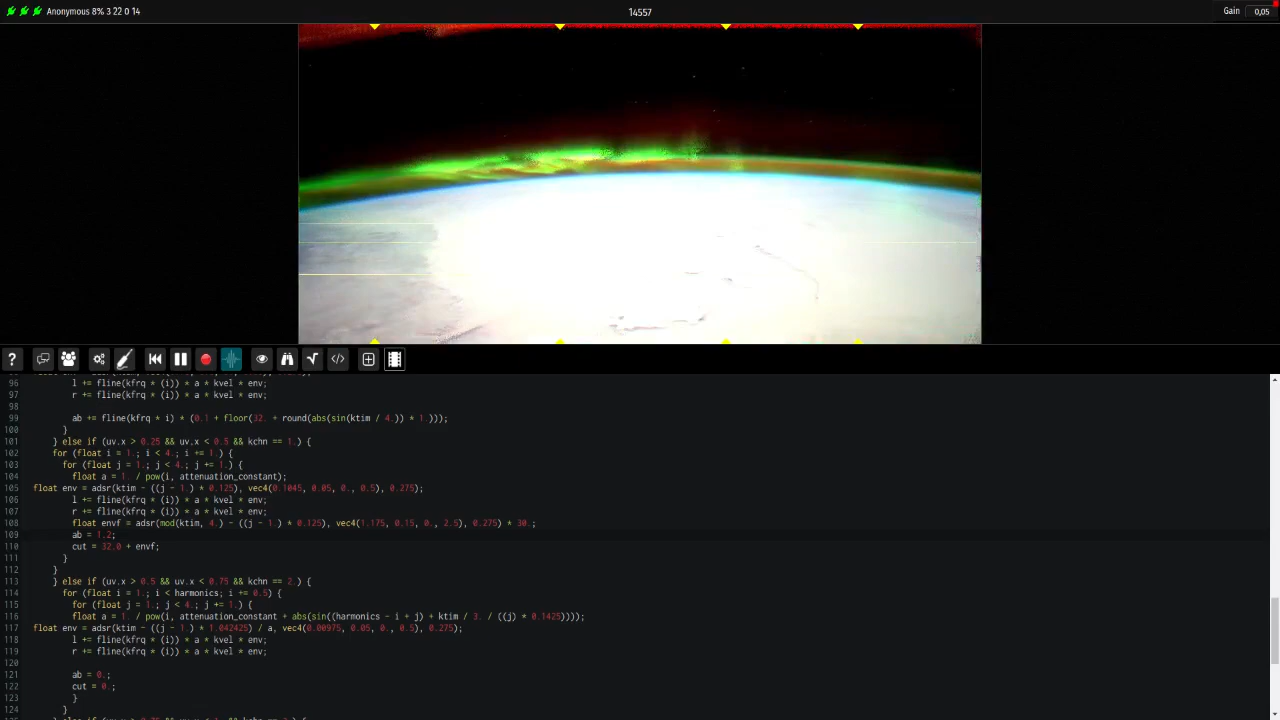 Anonymous 8% 3 22 0 14
14557
Gain 0,05
96 l += fline(kfrq * (i)) * a * kvel * env;
97 r += fline(kfrq * (i)) * a * kvel * env;
98
99 ab += fline(kfrq * i) * (0.1 + floor(32. + round(abs(sin(ktim / 4.)) * 1.)));
100 }
101 } else if (uv.x > 0.25 && uv.x < 0.5 && kchn == 1.) {
102 for (float i = 1.; i < 4.; i += 1.) {
103 for (float j = 1.; j < 4.; j += 1.) {
104 float a = 1. / pow(i, attenuation_constant);
105 float env = adsr(ktim - ((j - 1.) * 0.125), vec4(0.1045, 0.05, 0., 0.5), 0.275);
106 l += fline(kfrq * (i)) * a * kvel * env;
107 r += fline(kfrq * (i)) * a * kvel * env;
108 float envf = adsr(mod(ktim, 4.) - ((j - 1.) * 0.125), vec4(1.175, 0.15, 0., 2.5), 0.275) * 30.;
109 ab = 1.2;
110 cut = 32.0 + envf;
111 }
112 }
113 } else if (uv.x > 0.5 && uv.x < 0.75 && kchn == 2.) {
114 for (float i = 1.; i < harmonics; i += 0.5) {
115 for (float j = 1.; j < 4.; j += 1.) {
116 float a = 1. / pow(i, attenuation_constant + abs(sin((harmonics - i + j) + ktim / 3. / ((j) * 0.1425))));
117 float env = adsr(ktim - ((j - 1.) * 1.042425) / a, vec4(0.00975, 0.05, 0., 0.5), 0.275);
118 l += fline(kfrq * (i)) * a * kvel * env;
119 r += fline(kfrq * (i)) * a * kvel * env;
120
121 ab = 0.;
122 cut = 0.;
123 }
124 }